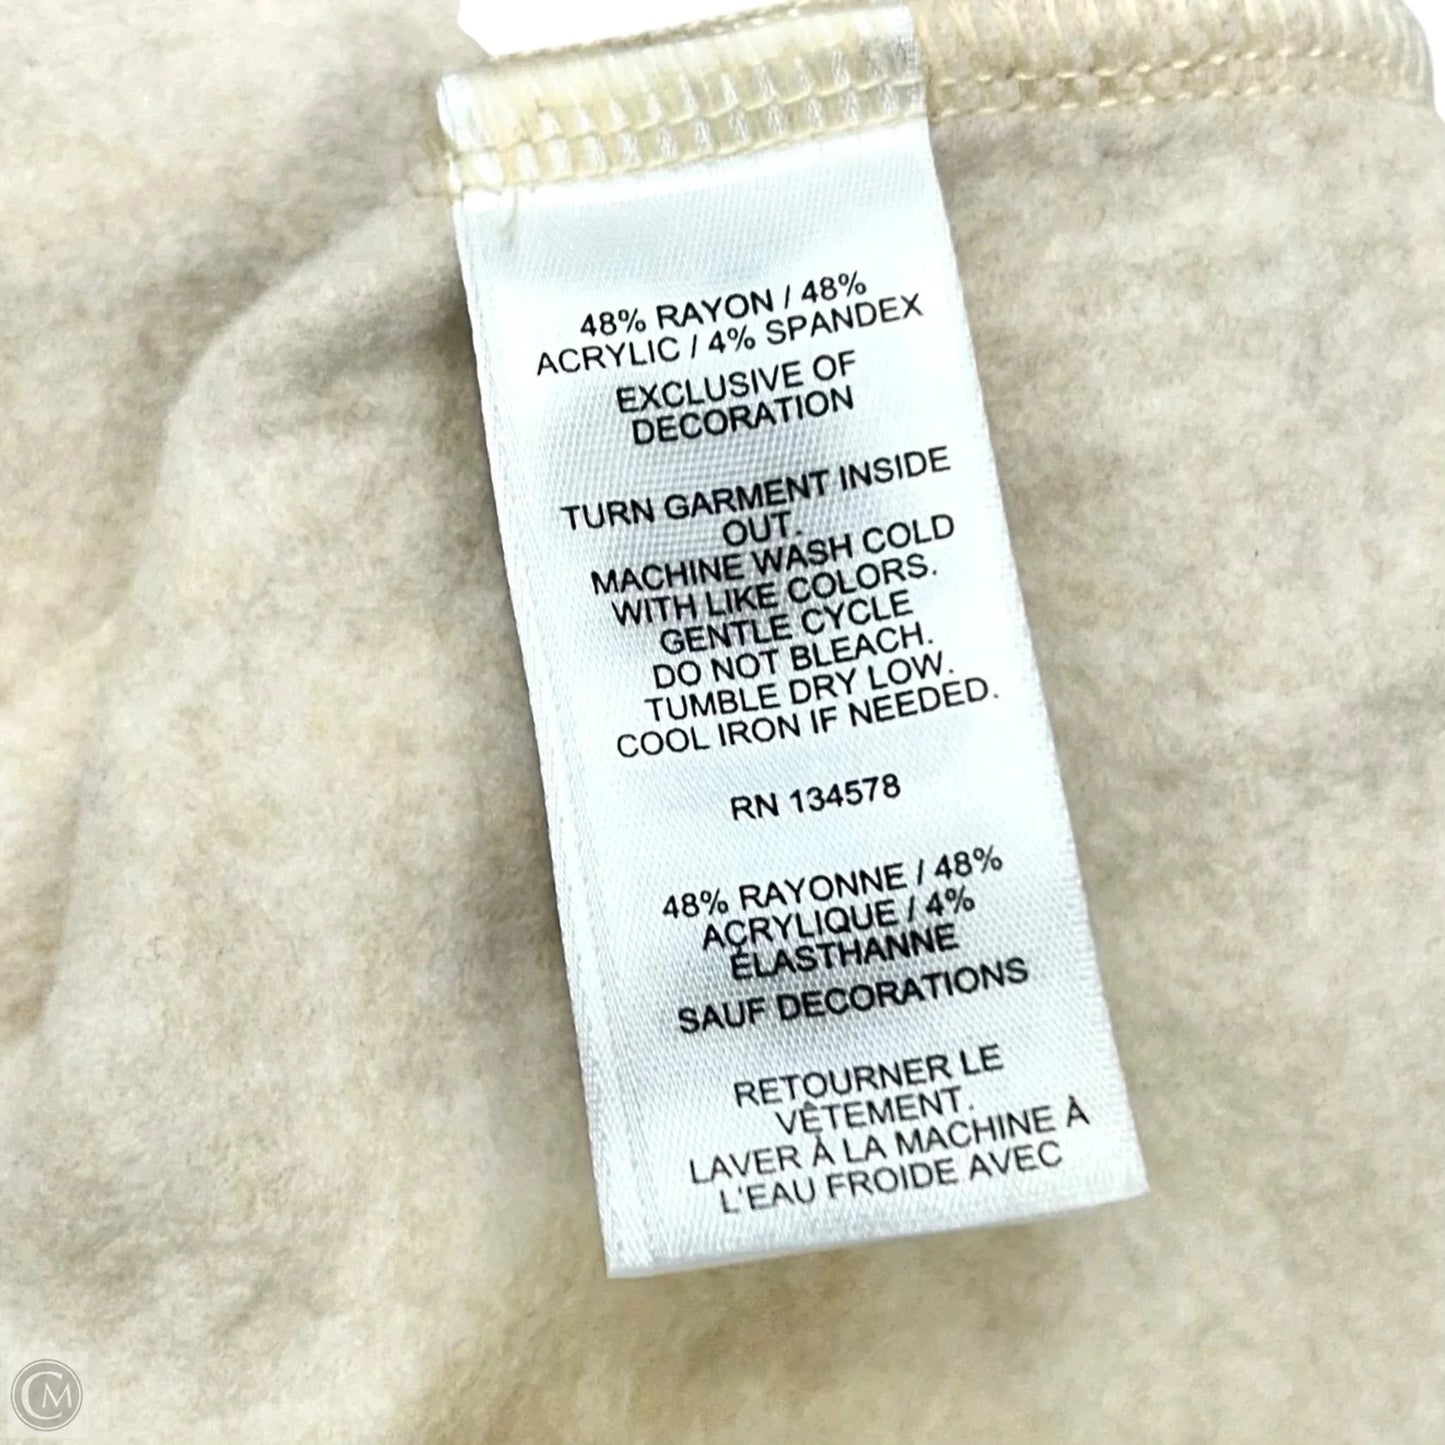 48% RAYON / 48%
ACRYLIC / 4% SPANDEX
EXCLUSIVE OF
DECORATION
TURN GARMENT INSIDE
OUT.
MACHINE WASH COLD
WITH LIKE COLORS.
GENTLE CYCLE
DO NOT BLEACH.
TUMBLE DRY LOW.
COOL IRON IF NEEDED.
RN 134578
48% RAYONNE / 48%
ACRYLIQUE / 4%
ÉLASTHANNE
SAUF DECORATIONS
RETOURNER LE
VÊTEMENT.
LAVER À LA MACHINE À
L'EAU FROIDE AVEC
CM